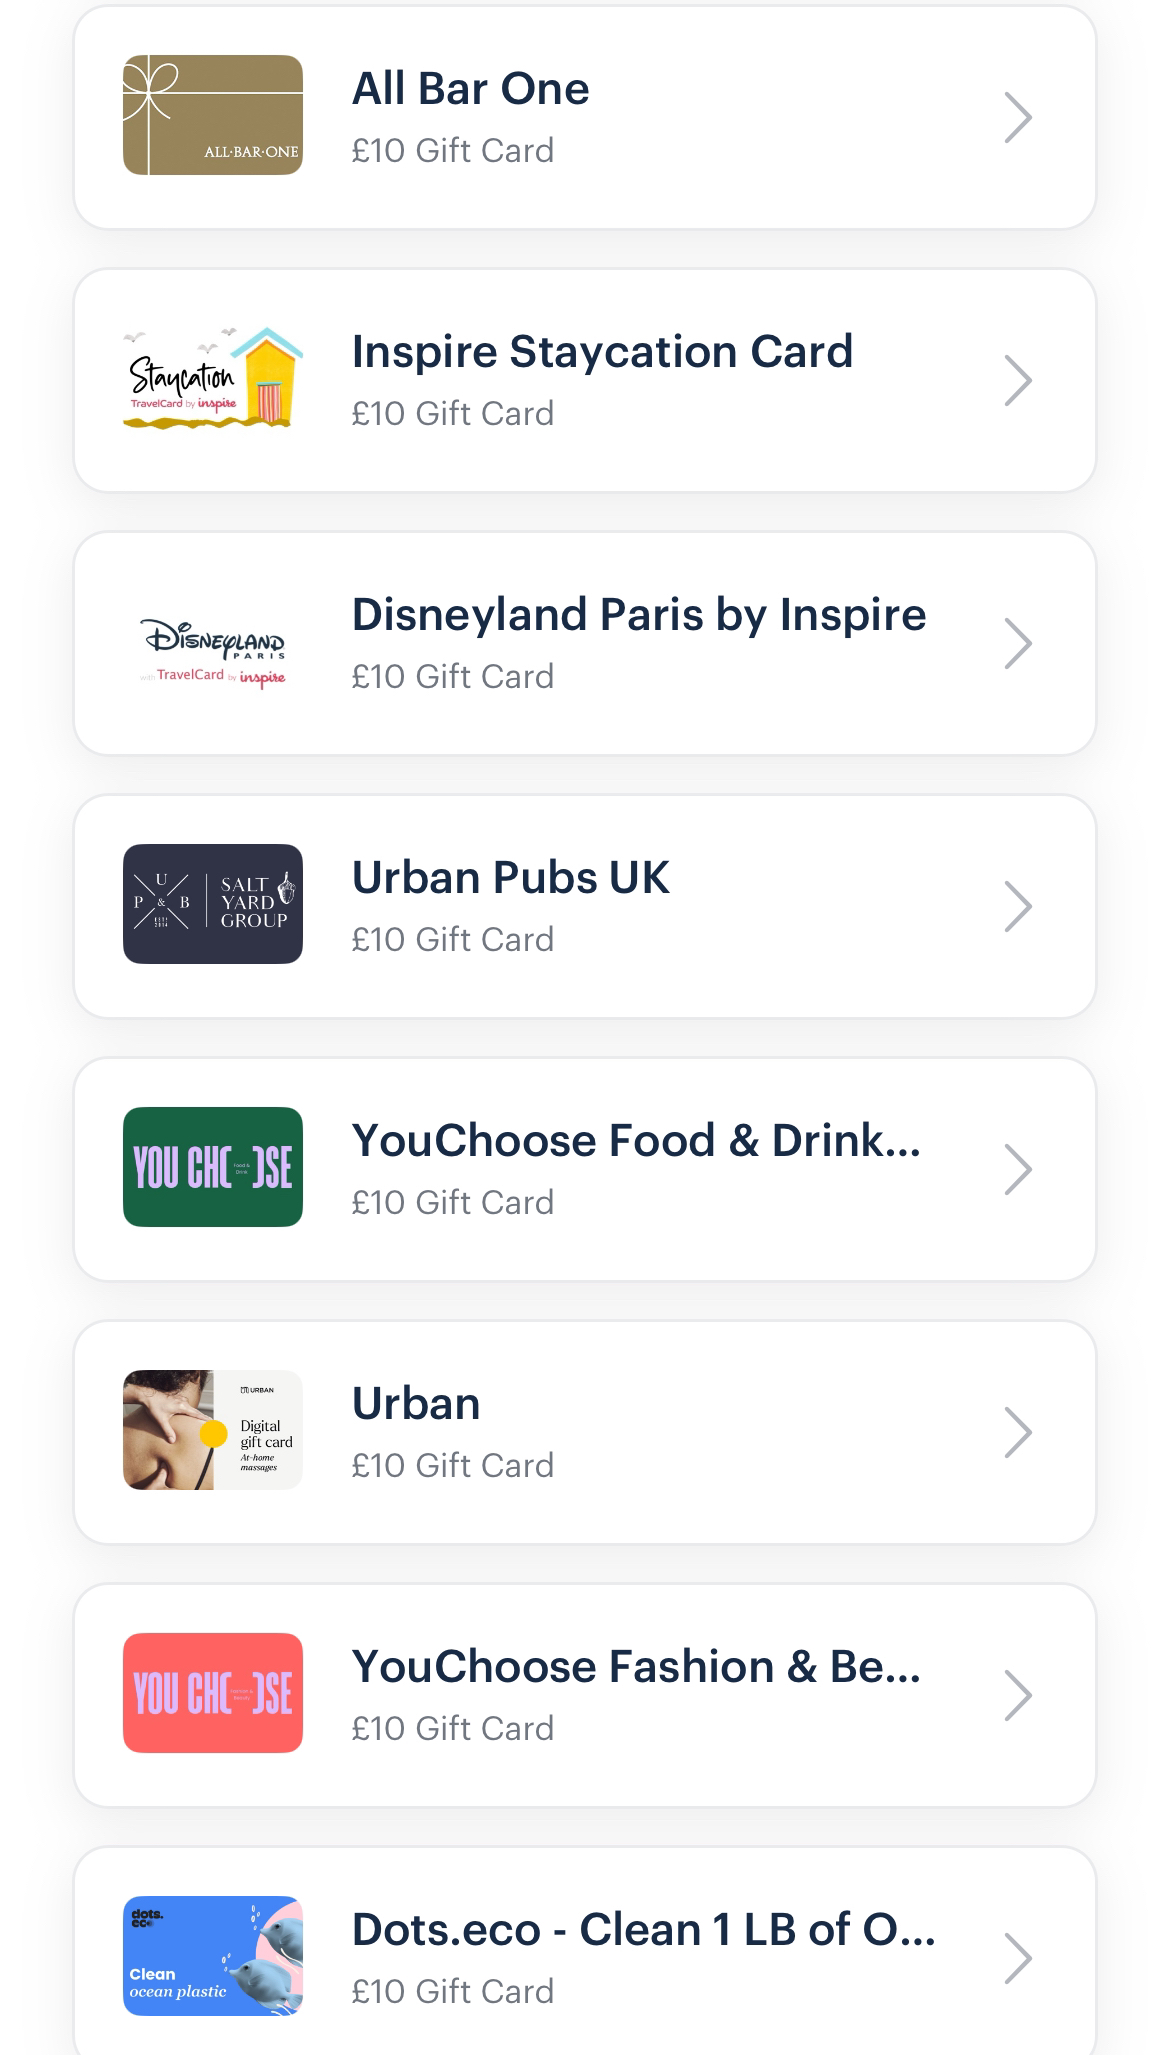 ALL·BAR·ONE
All Bar One
£10 Gift Card
Staycation
TravelCard by inspire
Inspire Staycation Card
£10 Gift Card
Disneyland
PARIS
with TravelCard by inspire
Disneyland Paris by Inspire
£10 Gift Card
U
P & B
ESTD
2014
SALT
YARD
GROUP
Urban Pubs UK
£10 Gift Card
YOU CHOOSE
Food &
Drink
YouChoose Food & Drink...
£10 Gift Card
URBAN
Digital
gift card
At-home
massages
Urban
£10 Gift Card
YOU CHOOSE
Fashion &
Beauty
YouChoose Fashion & Be...
£10 Gift Card
dots.
eco
Clean
ocean plastic
Dots.eco - Clean 1 LB of O...
£10 Gift Card